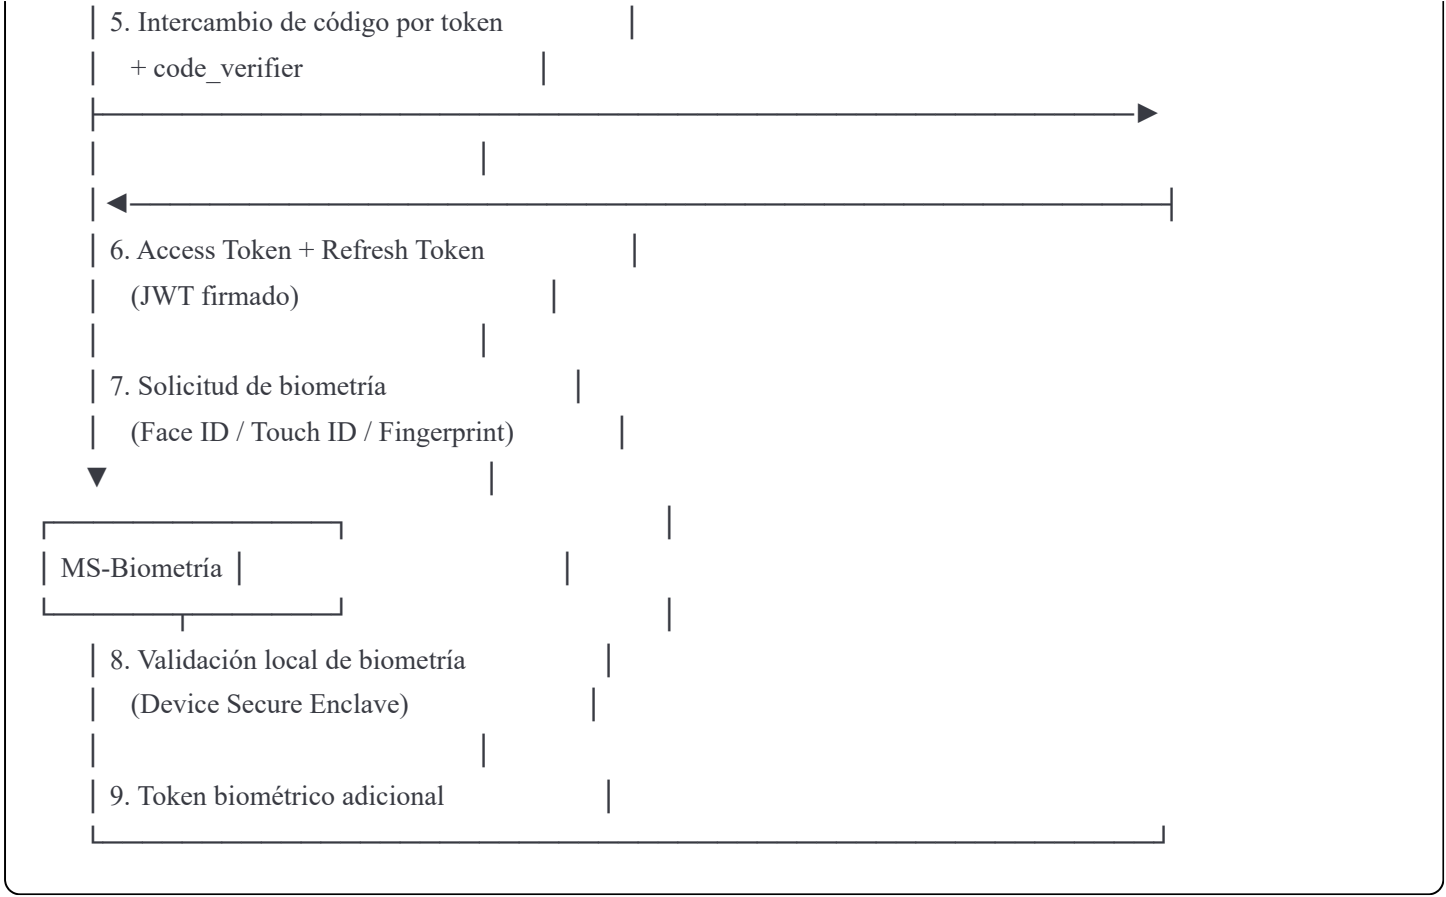 5. Intercambio de código por token
+ code_verifier
6. Access Token + Refresh Token
(JWT firmado)
7. Solicitud de biometría
(Face ID / Touch ID / Fingerprint)
MS-Biometría
8. Validación local de biometría
(Device Secure Enclave)
9. Token biométrico adicional